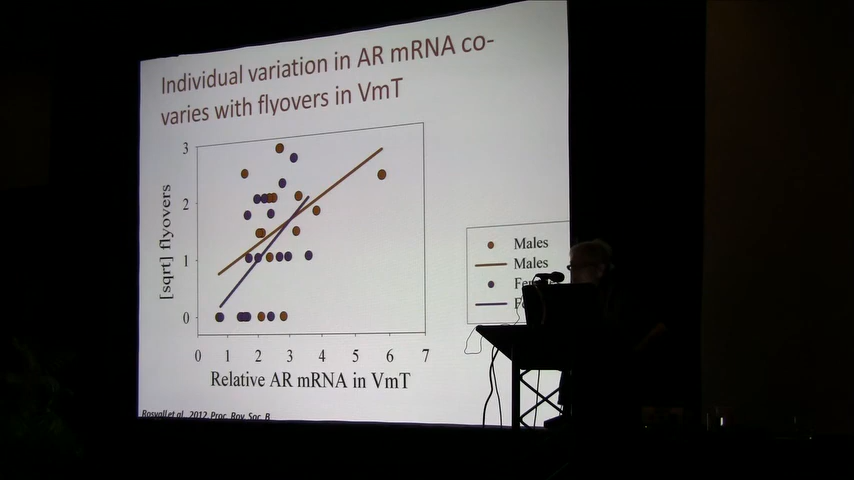 Individual variation in AR mRNA co-
varies with flyovers in VmT
3
2
1
0
[sqrt] flyovers
0 1 2 3 4 5 6 7
Relative AR mRNA in VmT
Males
Males
Rosvall et al., 2012 Proc. Roy. Soc. B